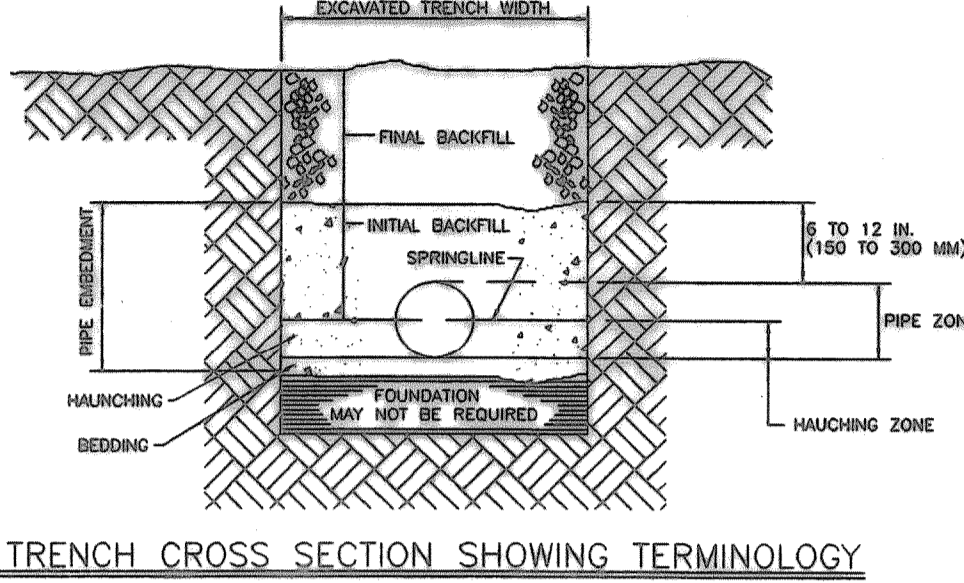 EXCAVATED TRENCH WIDTH
FINAL BACKFILL
INITIAL BACKFILL
SPRINGLINE
PIPE EMBEDMENT
6 TO 12 IN.
(150 TO 300 MM)
PIPE ZON
HAUNCHING
BEDDING
FOUNDATION
MAY NOT BE REQUIRED
HAUCHING ZONE
TRENCH CROSS SECTION SHOWING TERMINOLOGY